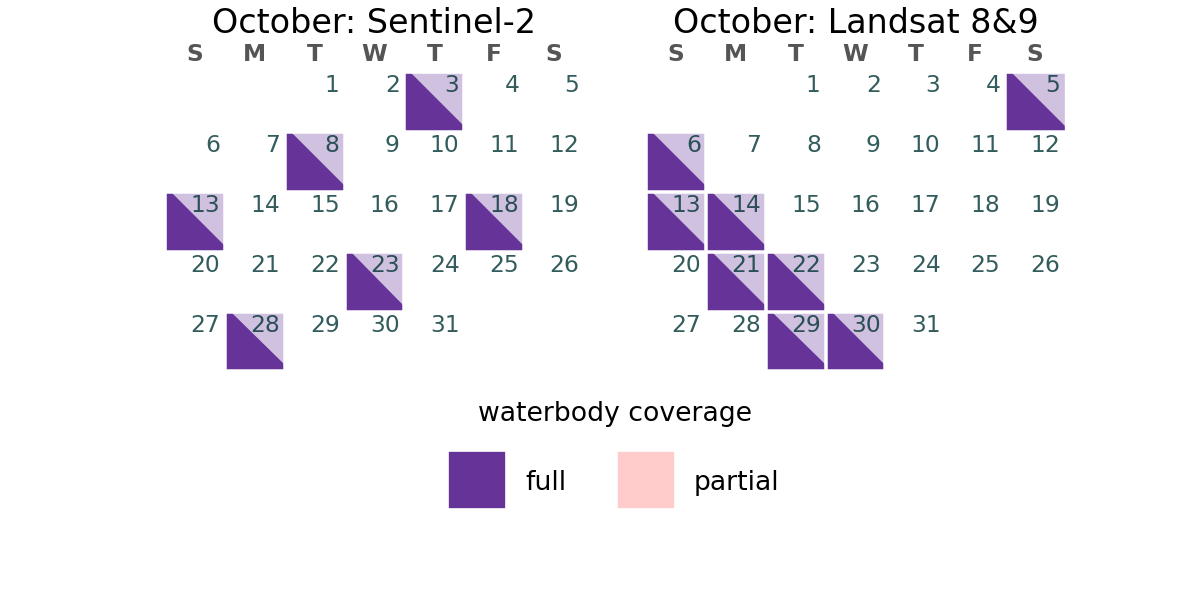 October: Sentinel-2
S M T W T F S
1 2 3 4 5
6 7 8 9 10 11 12
13 14 15 16 17 18 19
20 21 22 23 24 25 26
27 28 29 30 31
October: Landsat 8&9
S M T W T F S
1 2 3 4 5
6 7 8 9 10 11 12
13 14 15 16 17 18 19
20 21 22 23 24 25 26
27 28 29 30 31
waterbody coverage
full partial